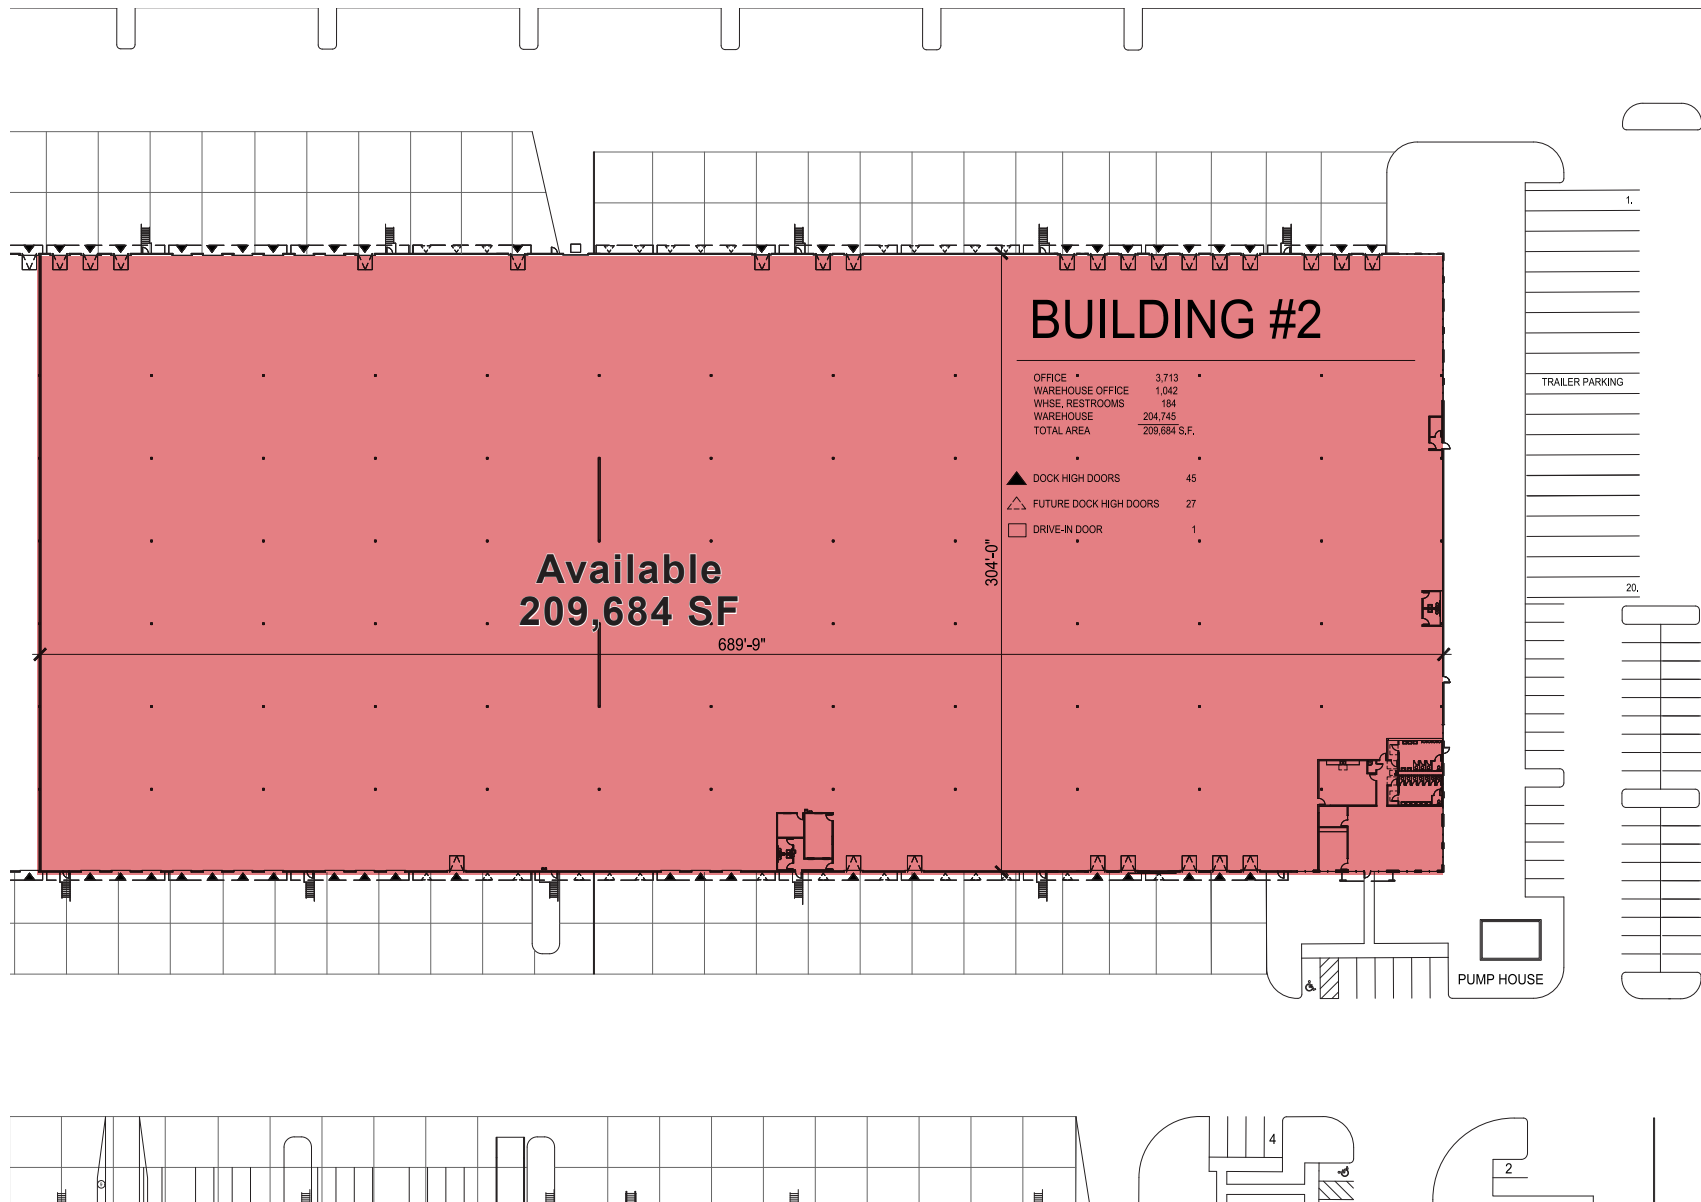 BUILDING #2
OFFICE 3,713
WAREHOUSE OFFICE 1,042
WHSE. RESTROOMS 184
WAREHOUSE 204,745
TOTAL AREA 209,684 S.F.
DOCK HIGH DOORS 45
FUTURE DOCK HIGH DOORS 27
DRIVE-IN DOOR 1
Available
209,684 SF
304'-0"
689'-9"
1.
TRAILER PARKING
20.
PUMP HOUSE
4
2